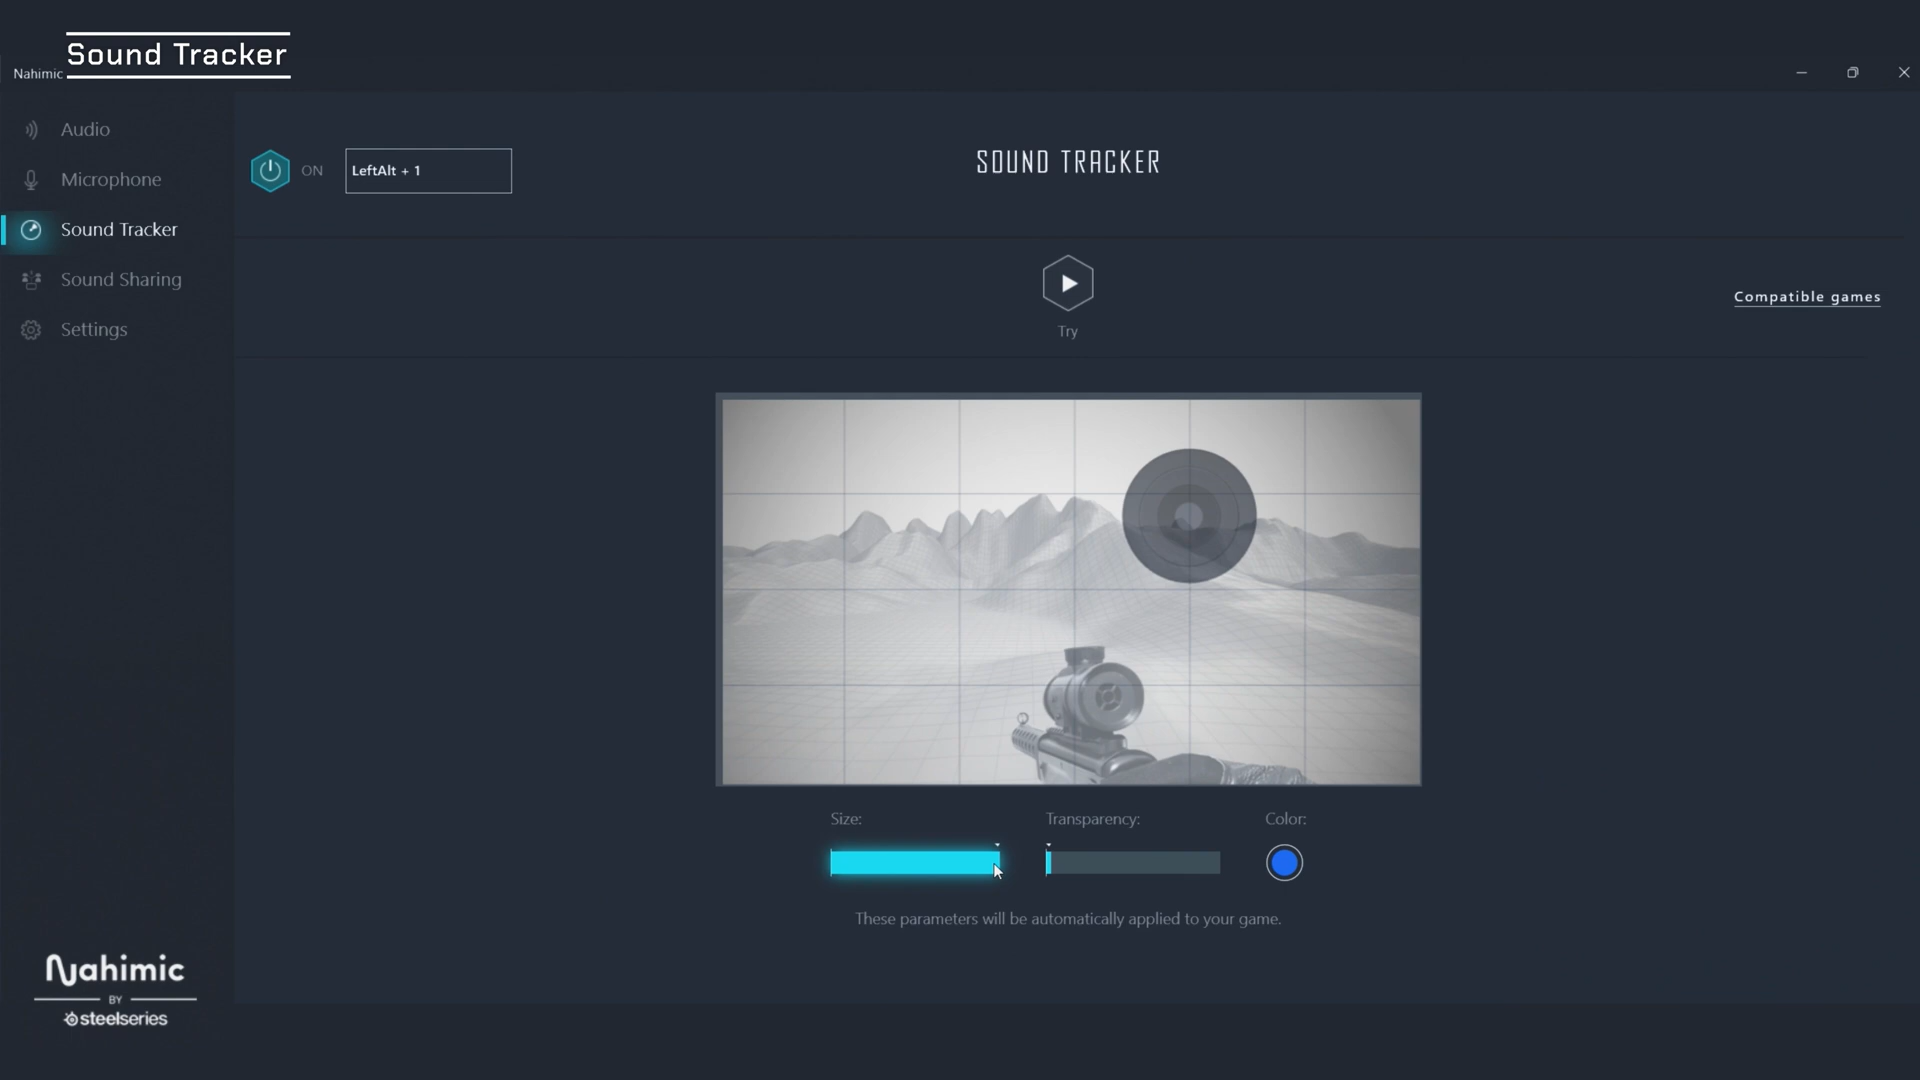 Sound Tracker
Nahimic
Audio
Microphone
Sound Tracker
Sound Sharing
Settings
ON
LeftAlt + 1
SOUND TRACKER
Try
Compatible games
Size:
Transparency:
Color:
These parameters will be automatically applied to your game.
Nahimic
BY
steelseries